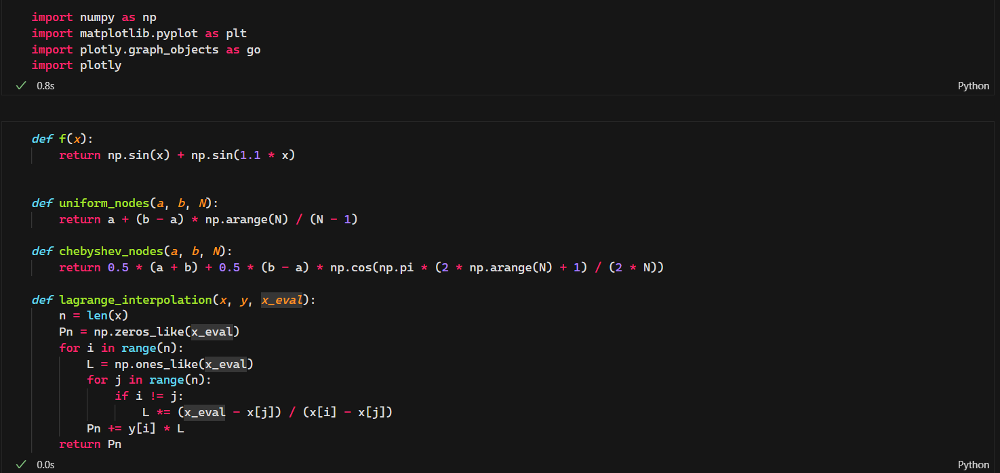 import numpy as np
import matplotlib.pyplot as plt
import plotly.graph_objects as go
import plotly
0.8s
Python
def f(x):
    return np.sin(x) + np.sin(1.1 * x)
def uniform_nodes(a, b, N):
    return a + (b - a) * np.arange(N) / (N - 1)
def chebyshev_nodes(a, b, N):
    return 0.5 * (a + b) + 0.5 * (b - a) * np.cos(np.pi * (2 * np.arange(N) + 1) / (2 * N))
def lagrange_interpolation(x, y, x_eval):
    n = len(x)
    Pn = np.zeros_like(x_eval)
    for i in range(n):
        L = np.ones_like(x_eval)
        for j in range(n):
            if i != j:
                L *= (x_eval - x[j]) / (x[i] - x[j])
        Pn += y[i] * L
    return Pn
0.0s
Python